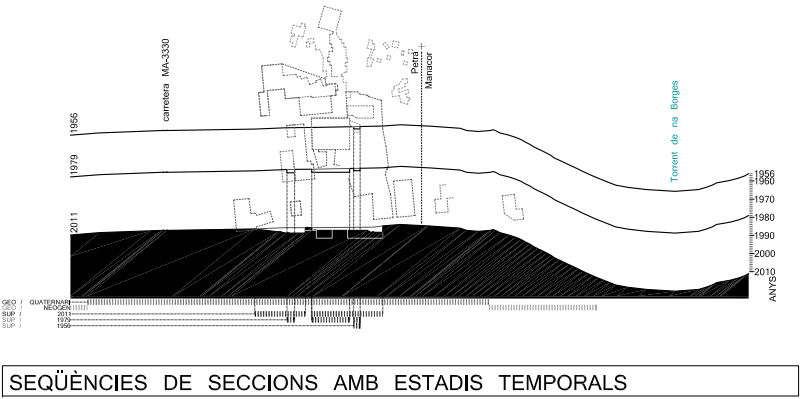 carretera MA-3330
Petra
Manacor
Torrent de na Borges
1956
1979
2011
1956
1960
1970
1980
1990
2000
2010
ANYS
GEO / QUATERNARI
GEO / NEOGEN
SUP / 2011
SUP / 1979
SUP / 1956
SEQÜÈNCIES DE SECCIONS AMB ESTADIS TEMPORALS